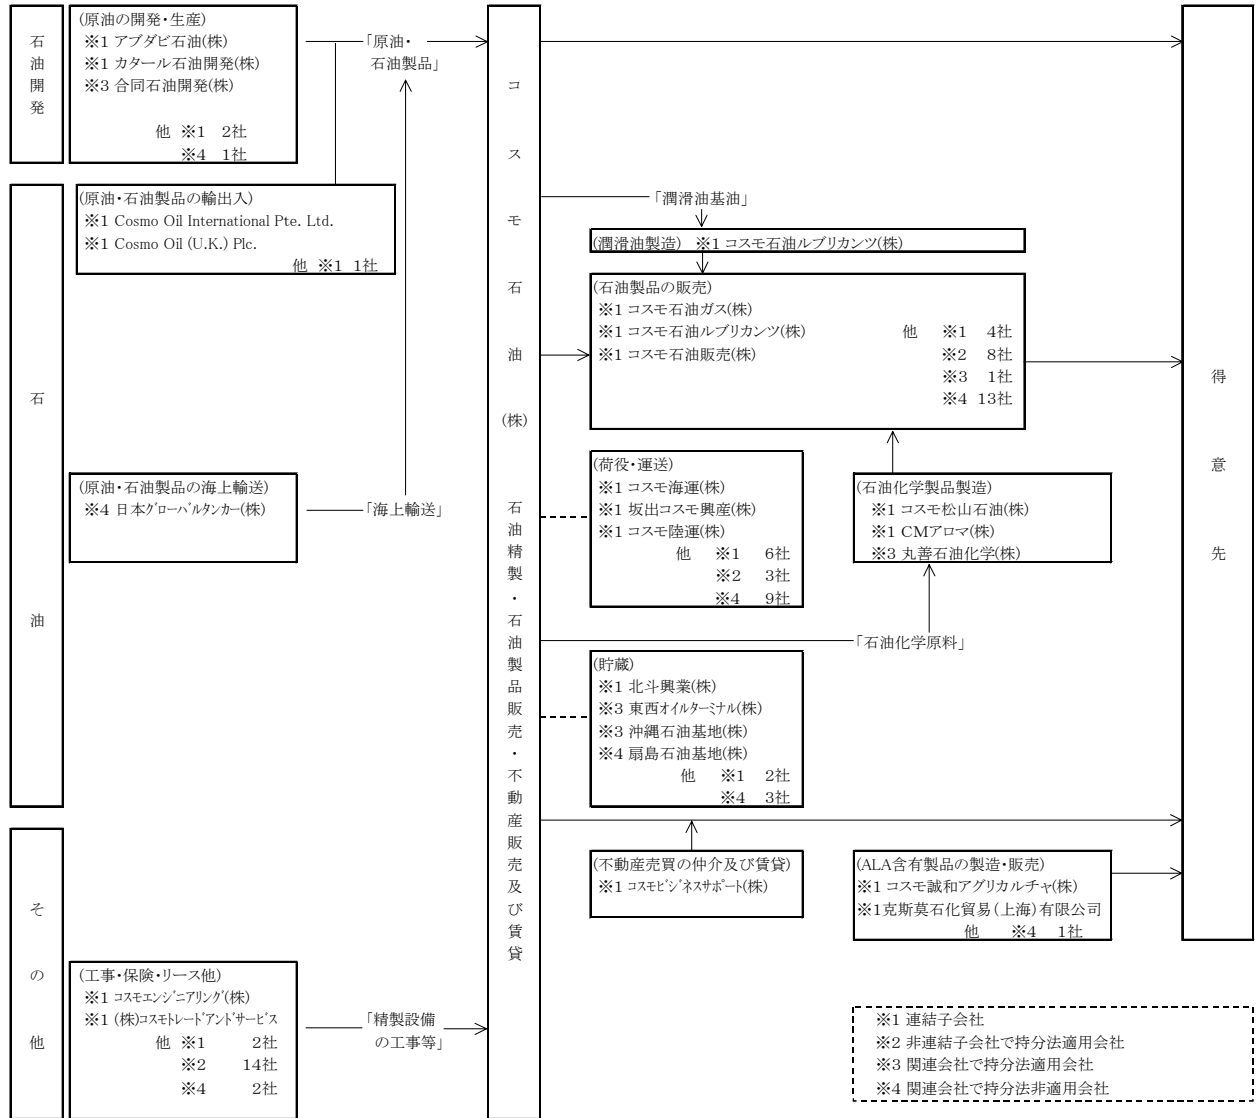 石油開発
(原油の開発・生産)
※1 アブダビ石油(株)
※1 カタール石油開発(株)
※3 合同石油開発(株)
他 ※1 2社
※4 1社
「原油・
石油製品」
石油
(原油・石油製品の輸出入)
※1 Cosmo Oil International Pte. Ltd.
※1 Cosmo Oil (U.K.) Plc.
他 ※1 1社
(原油・石油製品の海上輸送)
※4 日本グローバルタンカー(株)
「海上輸送」
その他
(工事・保険・リース他)
※1 コスモエンジニアリング(株)
※1 (株)コスモトレードアンドサービス
他 ※1 2社
※2 14社
※4 2社
「精製設備
の工事等」
コスモ石油(株)
石油精製・石油製品販売・不動産販売及び賃貸
「潤滑油基油」
(潤滑油製造) ※1 コスモ石油ルブリカンツ(株)
(石油製品の販売)
※1 コスモ石油ガス(株)
※1 コスモ石油ルブリカンツ(株) 他 ※1 4社
※1 コスモ石油販売(株) ※2 8社
※3 1社
※4 13社
(荷役・運送)
※1 コスモ海運(株)
※1 坂出コスモ興産(株)
※1 コスモ陸運(株)
他 ※1 6社
※2 3社
※4 9社
(石油化学製品製造)
※1 コスモ松山石油(株)
※1 CMアロマ(株)
※3 丸善石油化学(株)
「石油化学原料」
(貯蔵)
※1 北斗興業(株)
※3 東西オイルターミナル(株)
※3 沖縄石油基地(株)
※4 扇島石油基地(株)
他 ※1 2社
※4 3社
(不動産売買の仲介及び賃貸)
※1 コスモビジネスサポート(株)
(ALA含有製品の製造・販売)
※1 コスモ誠和アグリカルチャ(株)
※1克斯莫石化貿易(上海)有限公司
他 ※4 1社
得意先
※1 連結子会社
※2 非連結子会社で持分法適用会社
※3 関連会社で持分法適用会社
※4 関連会社で持分法非適用会社